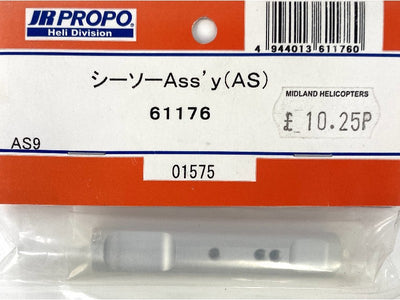 JR PROPO
Heli Division
4 944013 611760
シーソーAss'y(AS)
61176
MIDLAND HELICOPTERS
£ 10.25P
AS9
01575